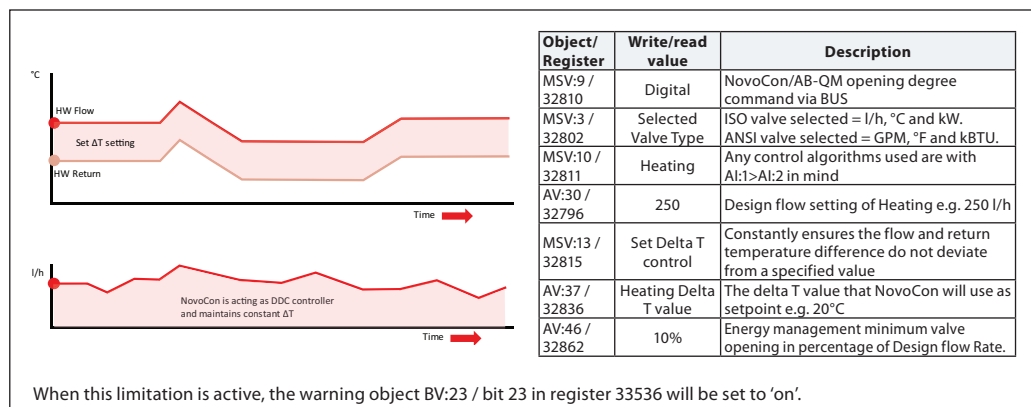 °C
HW Flow
Set ΔT setting
HW Return
Time
l/h
NovoCon is acting as DDC controller
and maintains constant ΔT
Time
Object/ Register Write/read value Description
MSV:9 / 32810 Digital NovoCon/AB-QM opening degree command via BUS
MSV:3 / 32802 Selected Valve Type ISO valve selected = l/h, °C and kW. ANSI valve selected = GPM, °F and kBTU.
MSV:10 / 32811 Heating Any control algorithms used are with AI:1>AI:2 in mind
AV:30 / 32796 250 Design flow setting of Heating e.g. 250 l/h
MSV:13 / 32815 Set Delta T control Constantly ensures the flow and return temperature difference do not deviate from a specified value
AV:37 / 32836 Heating Delta T value The delta T value that NovoCon will use as setpoint e.g. 20°C
AV:46 / 32862 10% Energy management minimum valve opening in percentage of Design flow Rate.
When this limitation is active, the warning object BV:23 / bit 23 in register 33536 will be set to ‘on’.